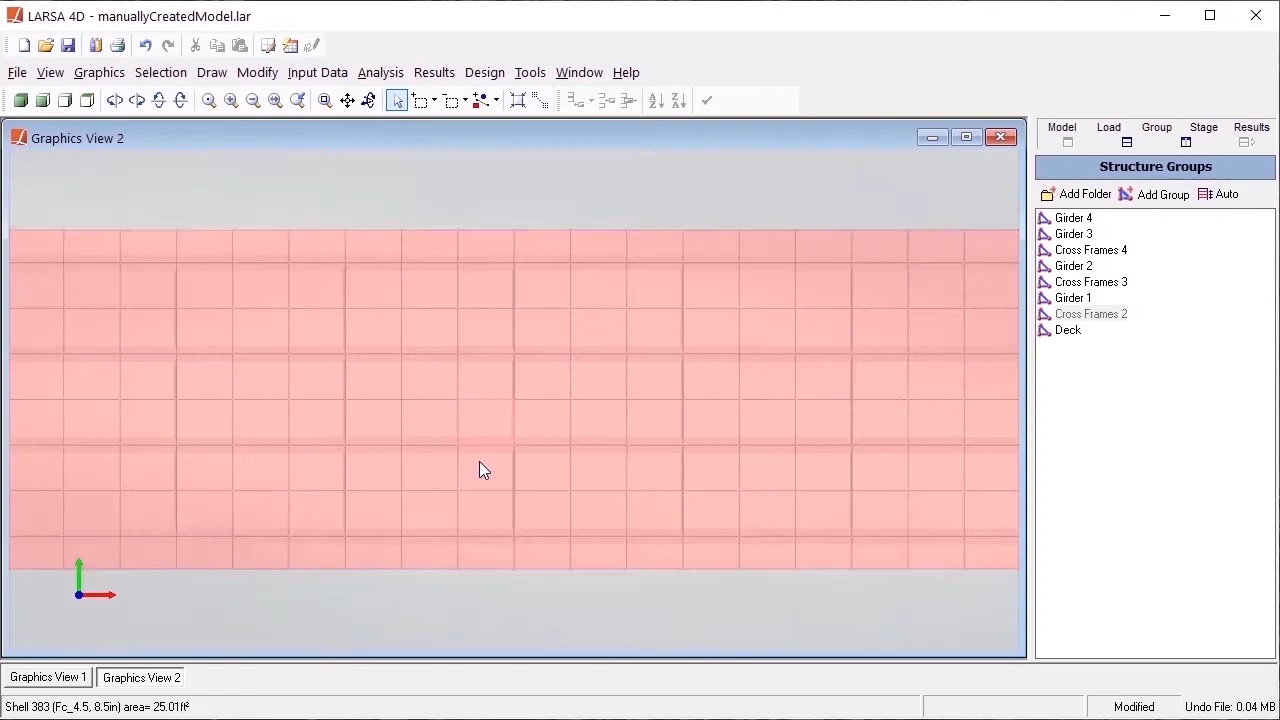 LARSA 4D - manuallyCreatedModel.lar
File View Graphics Selection Draw Modify Input Data Analysis Results Design Tools Window Help
Graphics View 2
Model Load Group Stage Results
Structure Groups
Add Folder Add Group Auto
Girder 4
Girder 3
Cross Frames 4
Girder 2
Cross Frames 3
Girder 1
Cross Frames 2
Deck
Graphics View 1 Graphics View 2
Shell 383 (Fc_4.5, 8.5in) area= 25.01ft²
Modified Undo File: 0.04 MB